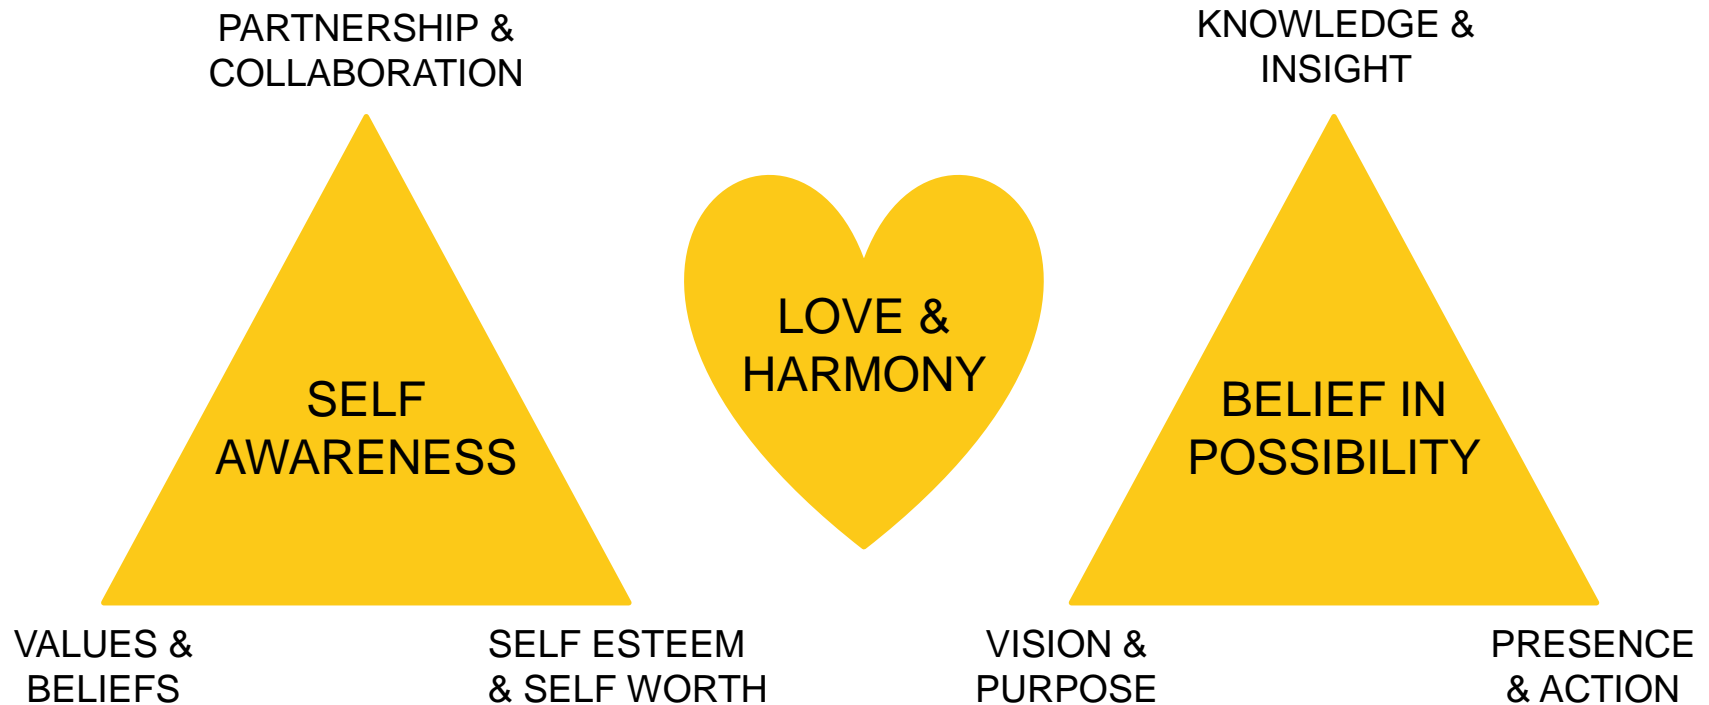 PARTNERSHIP &
COLLABORATION
KNOWLEDGE &
INSIGHT
LOVE &
HARMONY
SELF
AWARENESS
BELIEF IN
POSSIBILITY
VALUES &
BELIEFS
SELF ESTEEM
& SELF WORTH
VISION &
PURPOSE
PRESENCE
& ACTION